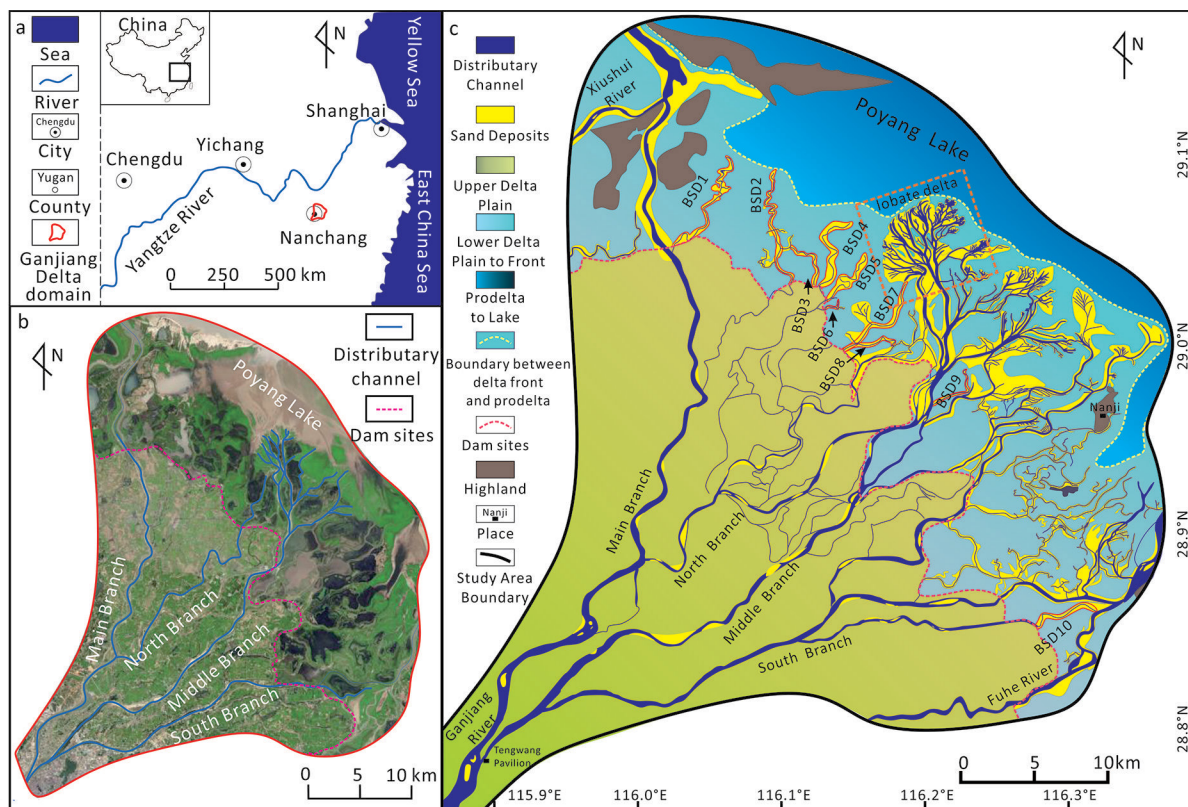 a
Sea
River
Chengdu
City
Yugan
County
Ganjiang
Delta
domain
China
N
Yellow Sea
Shanghai
Yichang
Chengdu
Yangtze River
Nanchang
East China Sea
0 250 500 km
b
N
Poyang Lake
Distributary
channel
Dam sites
Main Branch
North Branch
Middle Branch
South Branch
0 5 10 km
c
Distributary
Channel
Sand Deposits
Upper Delta
Plain
Lower Delta
Plain to Front
Prodelta
to Lake
Boundary between
delta front
and prodelta
Dam sites
Highland
Nanji
Place
Study Area
Boundary
N
Xiushui
River
Poyang Lake
lobate delta
BSD1
BSD2
BSD3
BSD4
BSD5
BSD6
BSD7
BSD8
BSD9
BSD10
Nanji
Main Branch
North Branch
Middle Branch
South Branch
Fuhe River
Ganjiang
River
Tengwang
Pavilion
0 5 10km
29.1°N
29.0°N
28.9°N
28.8°N
115.9°E 116.0°E 116.1°E 116.2°E 116.3°E